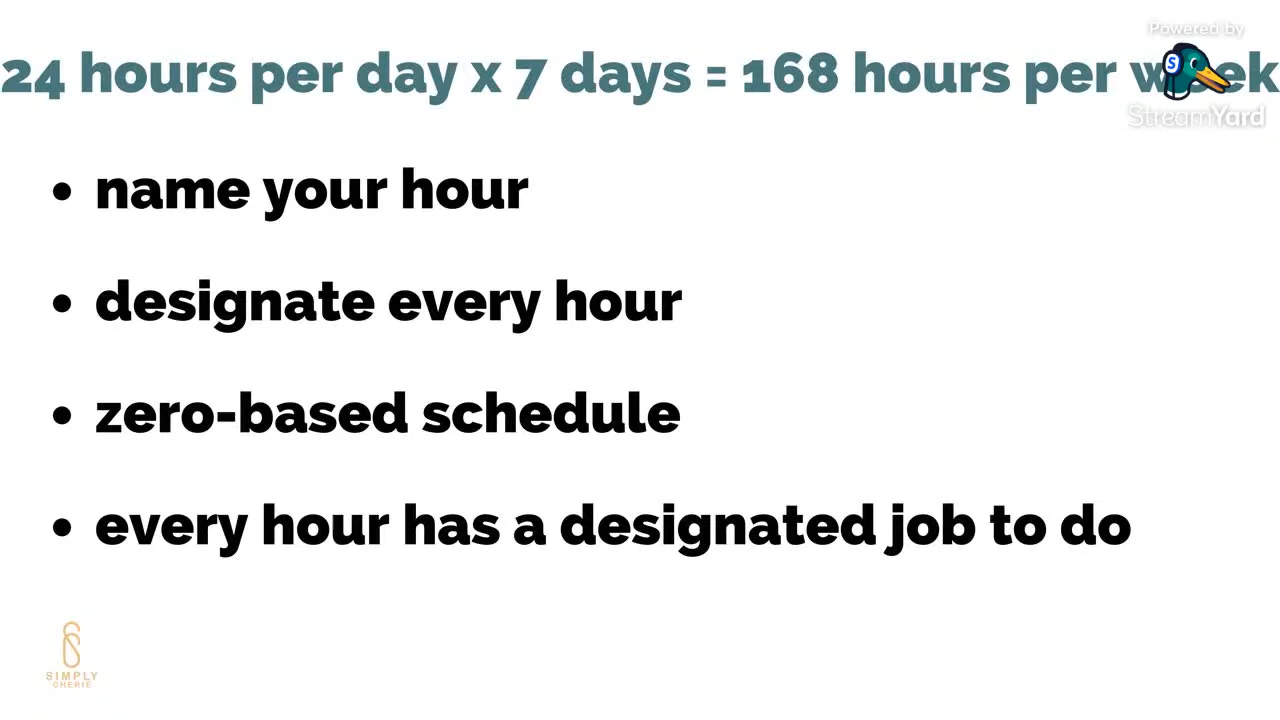 Powered by
24 hours per day x 7 days = 168 hours per week
StreamYard
• name your hour
• designate every hour
• zero-based schedule
• every hour has a designated job to do
SIMPLY
CHERIE